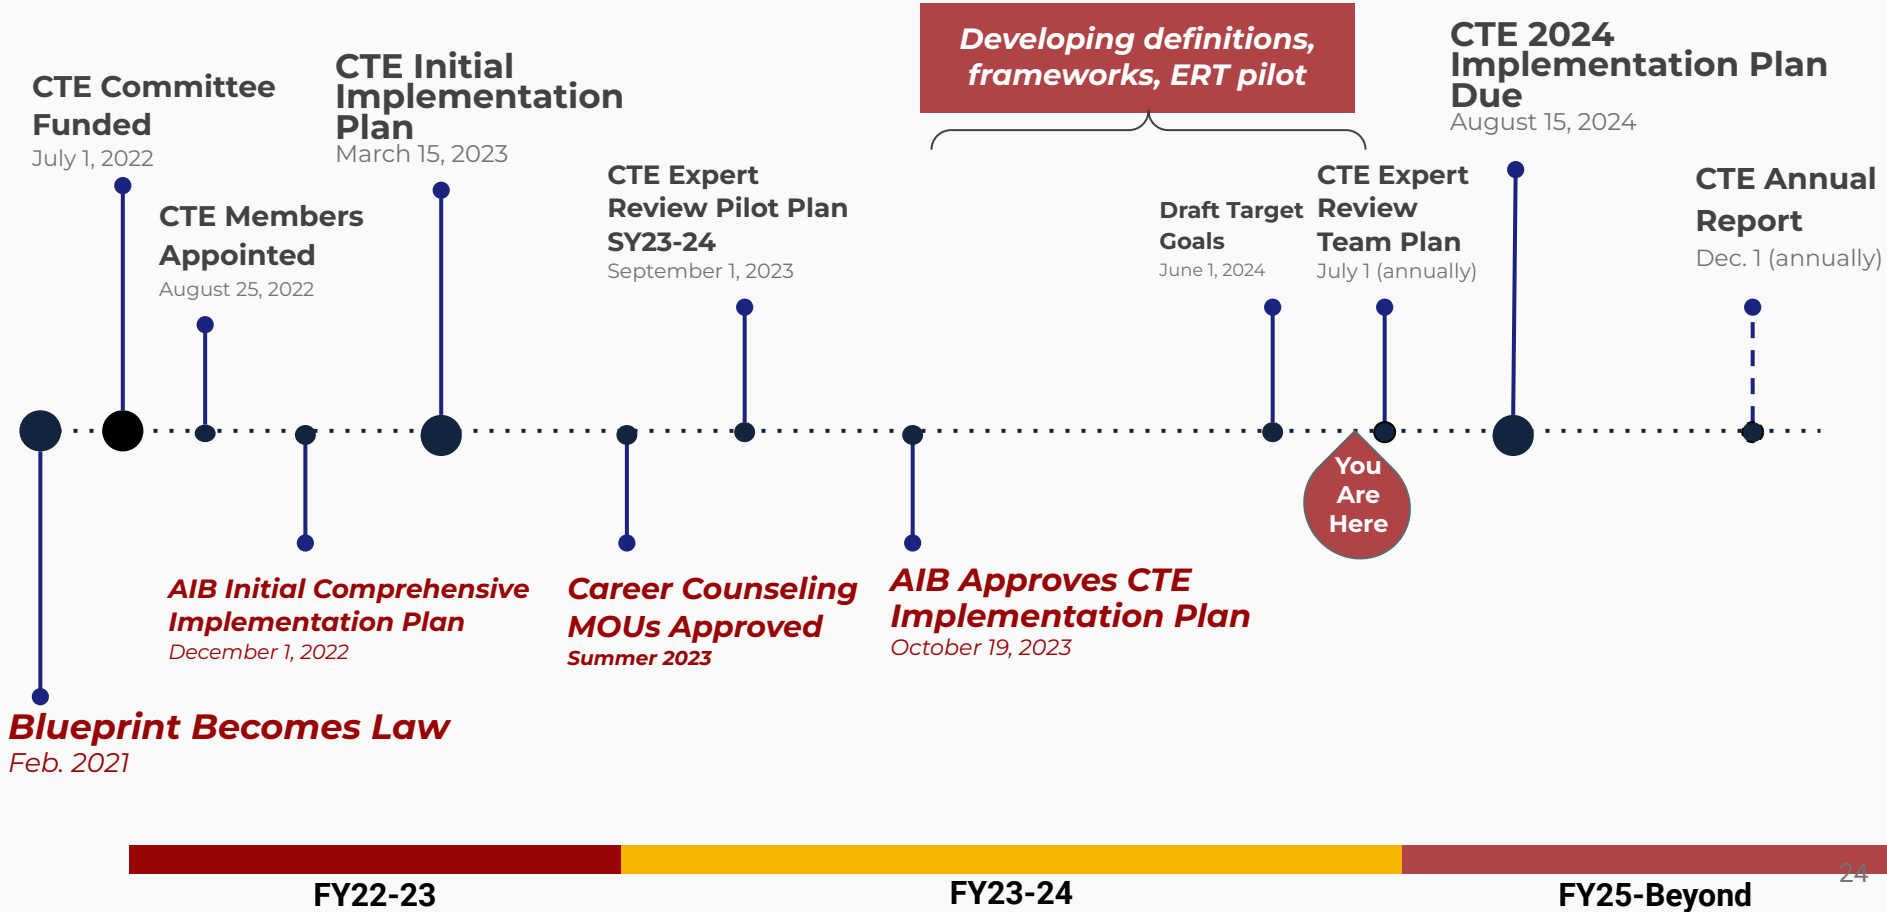 Developing definitions,
frameworks, ERT pilot
CTE Committee
Funded
July 1, 2022
CTE Initial
Implementation
Plan
March 15, 2023
CTE 2024
Implementation Plan
Due
August 15, 2024
CTE Members
Appointed
August 25, 2022
CTE Expert
Review Pilot Plan
SY23-24
September 1, 2023
Draft Target
Goals
June 1, 2024
CTE Expert
Review
Team Plan
July 1 (annually)
CTE Annual
Report
Dec. 1 (annually)
You
Are
Here
AIB Initial Comprehensive
Implementation Plan
December 1, 2022
Career Counseling
MOUs Approved
Summer 2023
AIB Approves CTE
Implementation Plan
October 19, 2023
Blueprint Becomes Law
Feb. 2021
FY22-23
FY23-24
FY25-Beyond
24